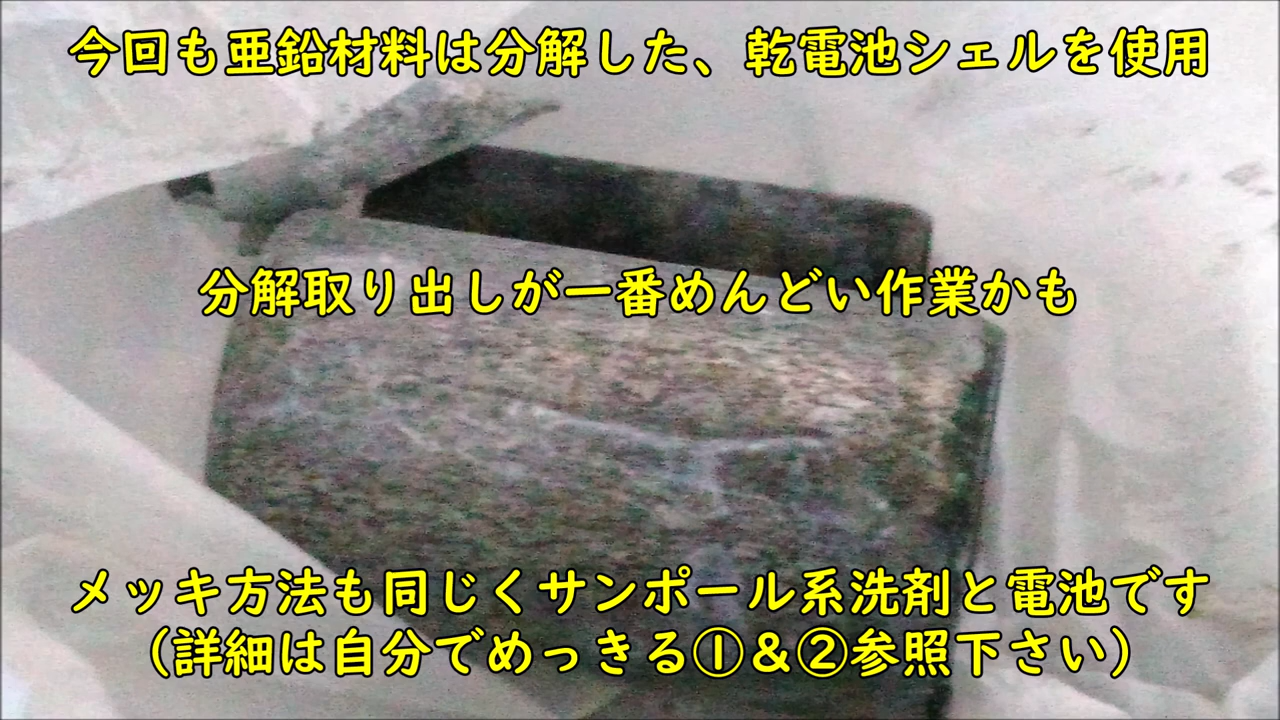 今回も亜鉛材料は分解した、乾電池シェルを使用
分解取り出しが一番めんどい作業かも
メッキ方法も同じくサンポール系洗剤と電池です
（詳細は自分でめっきる①＆②参照下さい）